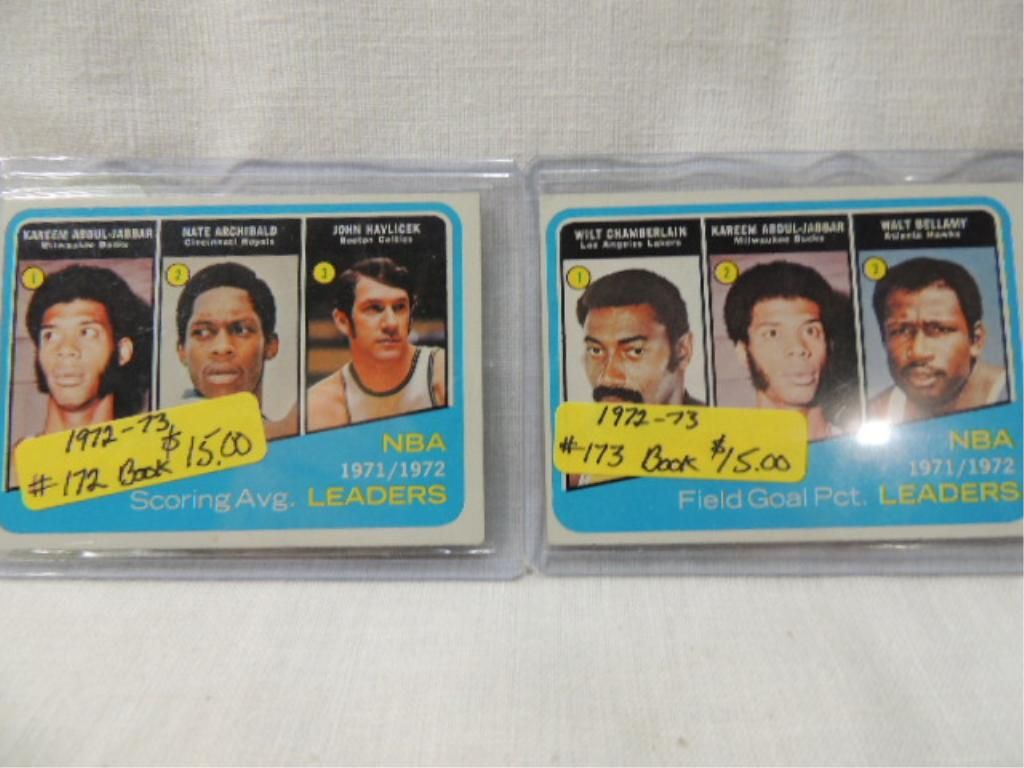 KAREEM ABDUL-JABBAR
Milwaukee Bucks
NATE ARCHIBALD
Cincinnati Royals
JOHN HAVLICEK
Boston Celtics
1
2
3
1972-73
#172 Book $15.00
NBA
1971/1972
Scoring Avg. LEADERS
WILT CHAMBERLAIN
Los Angeles Lakers
KAREEM ABDUL-JABBAR
Milwaukee Bucks
WALT BELLAMY
Atlanta Hawks
1
2
3
1972-73
#173 Book $15.00
NBA
1971/1972
Field Goal Pct. LEADERS